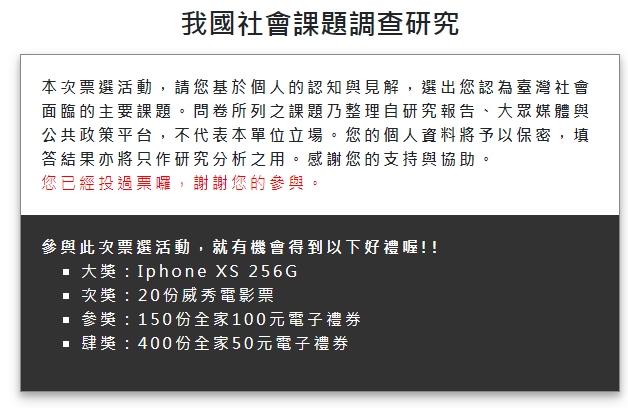 我國社會課題調查研究
本次票選活動，請您基於個人的認知與見解，選出您認為臺灣社會
面臨的主要課題。問卷所列之課題乃整理自研究報告、大眾媒體與
公共政策平台，不代表本單位立場。您的個人資料將予以保密，填
答結果亦將只作研究分析之用。感謝您的支持與協助。
您已經投過票囉，謝謝您的參與。
參與此次票選活動，就有機會得到以下好禮喔!!
大獎：Iphone XS 256G
次獎：20份威秀電影票
參獎：150份全家100元電子禮券
肆獎：400份全家50元電子禮券